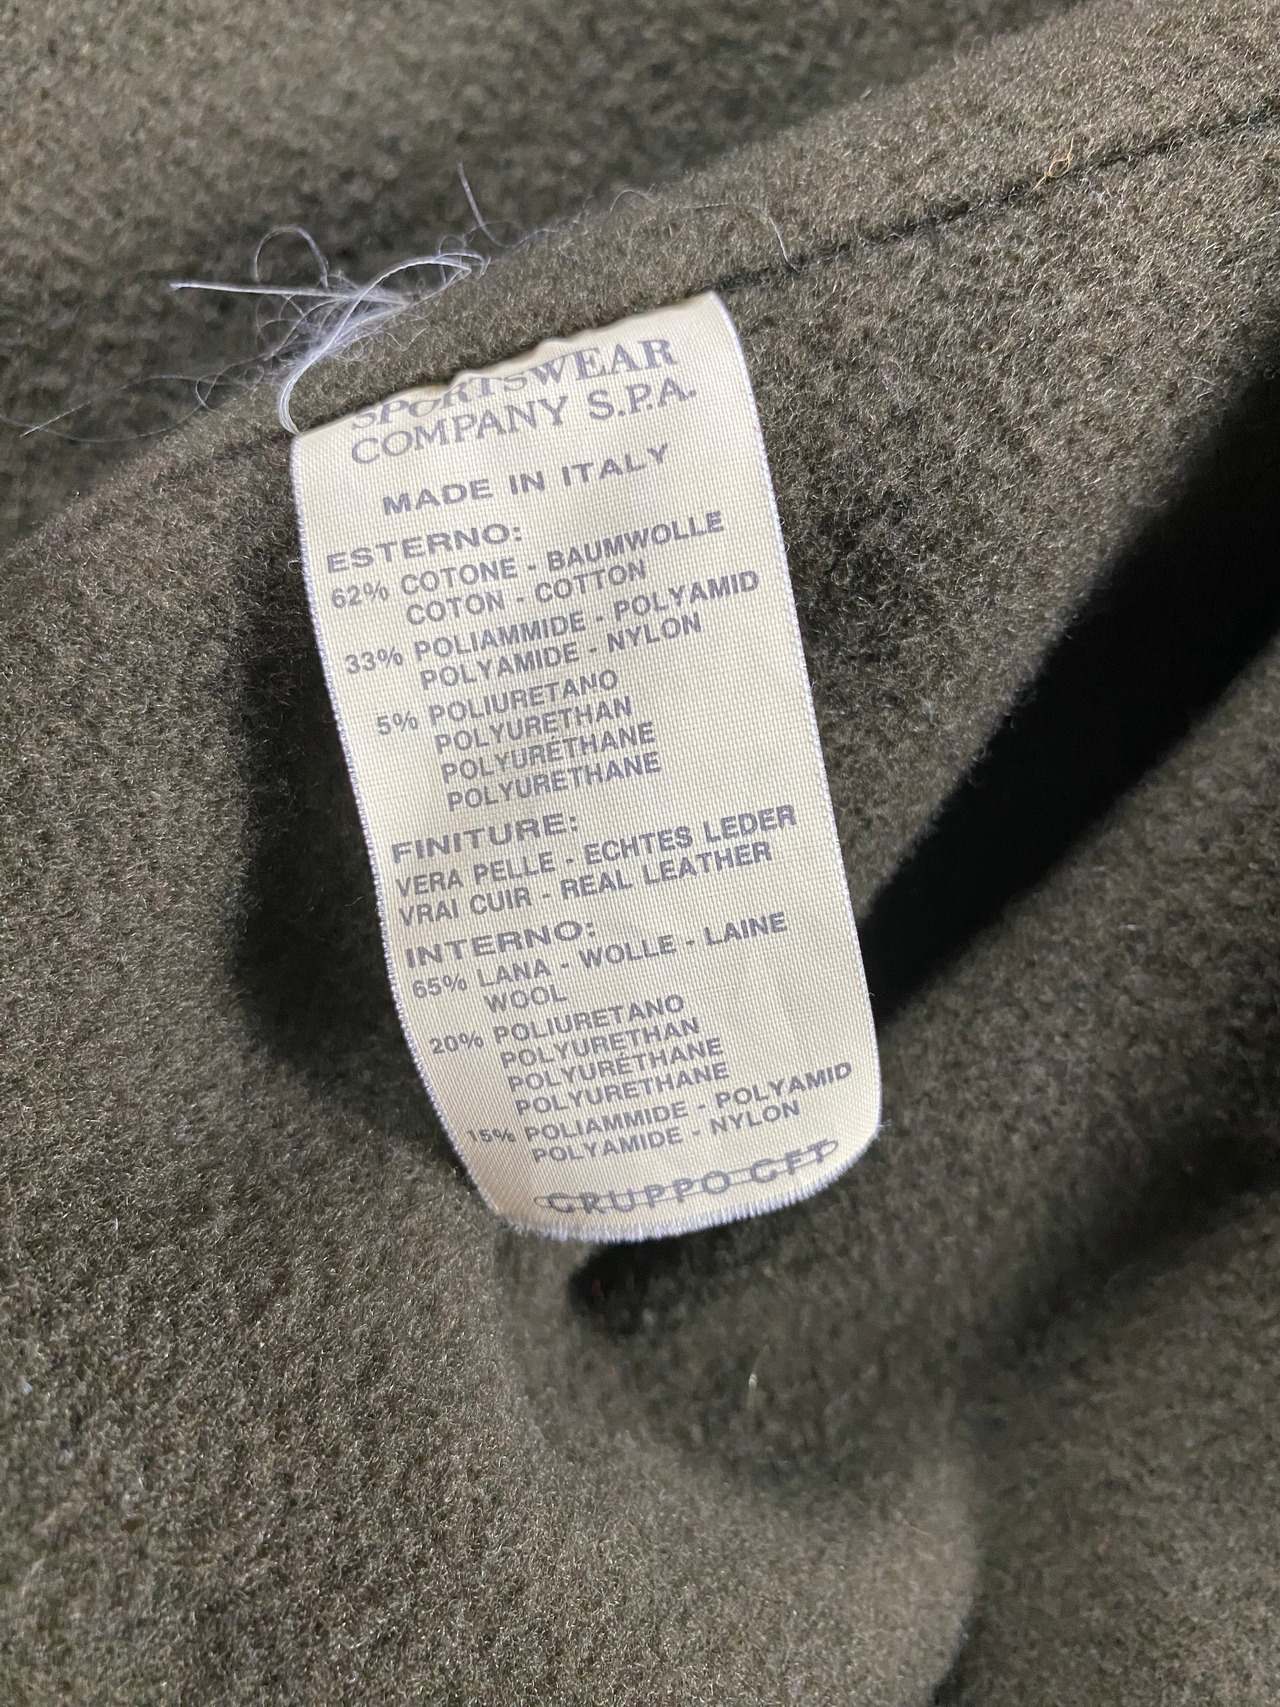 SPORTSWEAR
COMPANY S.P.A.
MADE IN ITALY
ESTERNO:
62% COTONE - BAUMWOLLE
COTON - COTTON
33% POLIAMMIDE - POLYAMID
POLYAMIDE - NYLON
5% POLIURETANO
POLYURETHAN
POLYURETHANE
POLYURETHANE
FINITURE:
VERA PELLE - ECHTES LEDER
VRAI CUIR - REAL LEATHER
INTERNO:
65% LANA - WOLLE - LAINE
WOOL
20% POLIURETANO
POLYURETHAN
POLYURÉTHANE
POLYURETHANE
15% POLIAMMIDE - POLYAMID
POLYAMIDE - NYLON
GRUPPO GFT